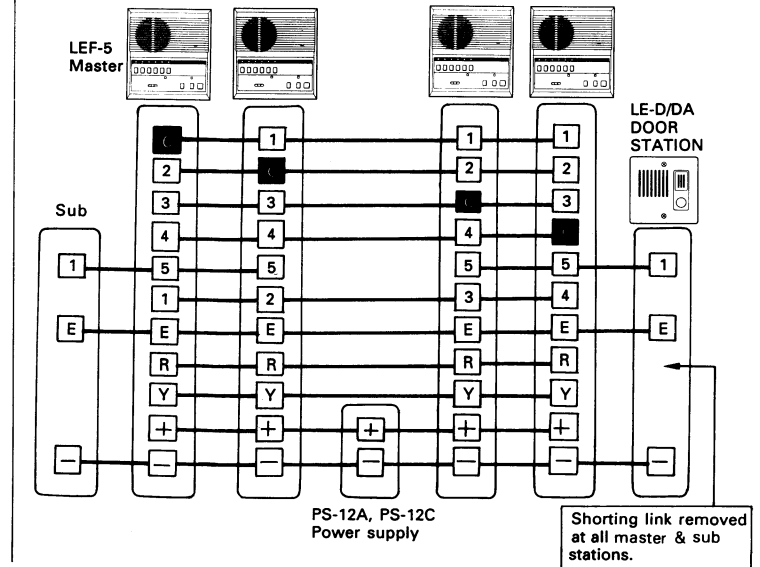 LEF-5
Master
LE-D/DA
DOOR
STATION
Sub
C 1 1 1
2 C 2 2
3 3 C 3
4 4 4 C
1 5 5 5 5 1
1 2 3 4
E E E E E E
R R R R
Y Y Y Y
+ + + + +
− − − − − − −
PS-12A, PS-12C
Power supply
Shorting link removed
at all master & sub
stations.